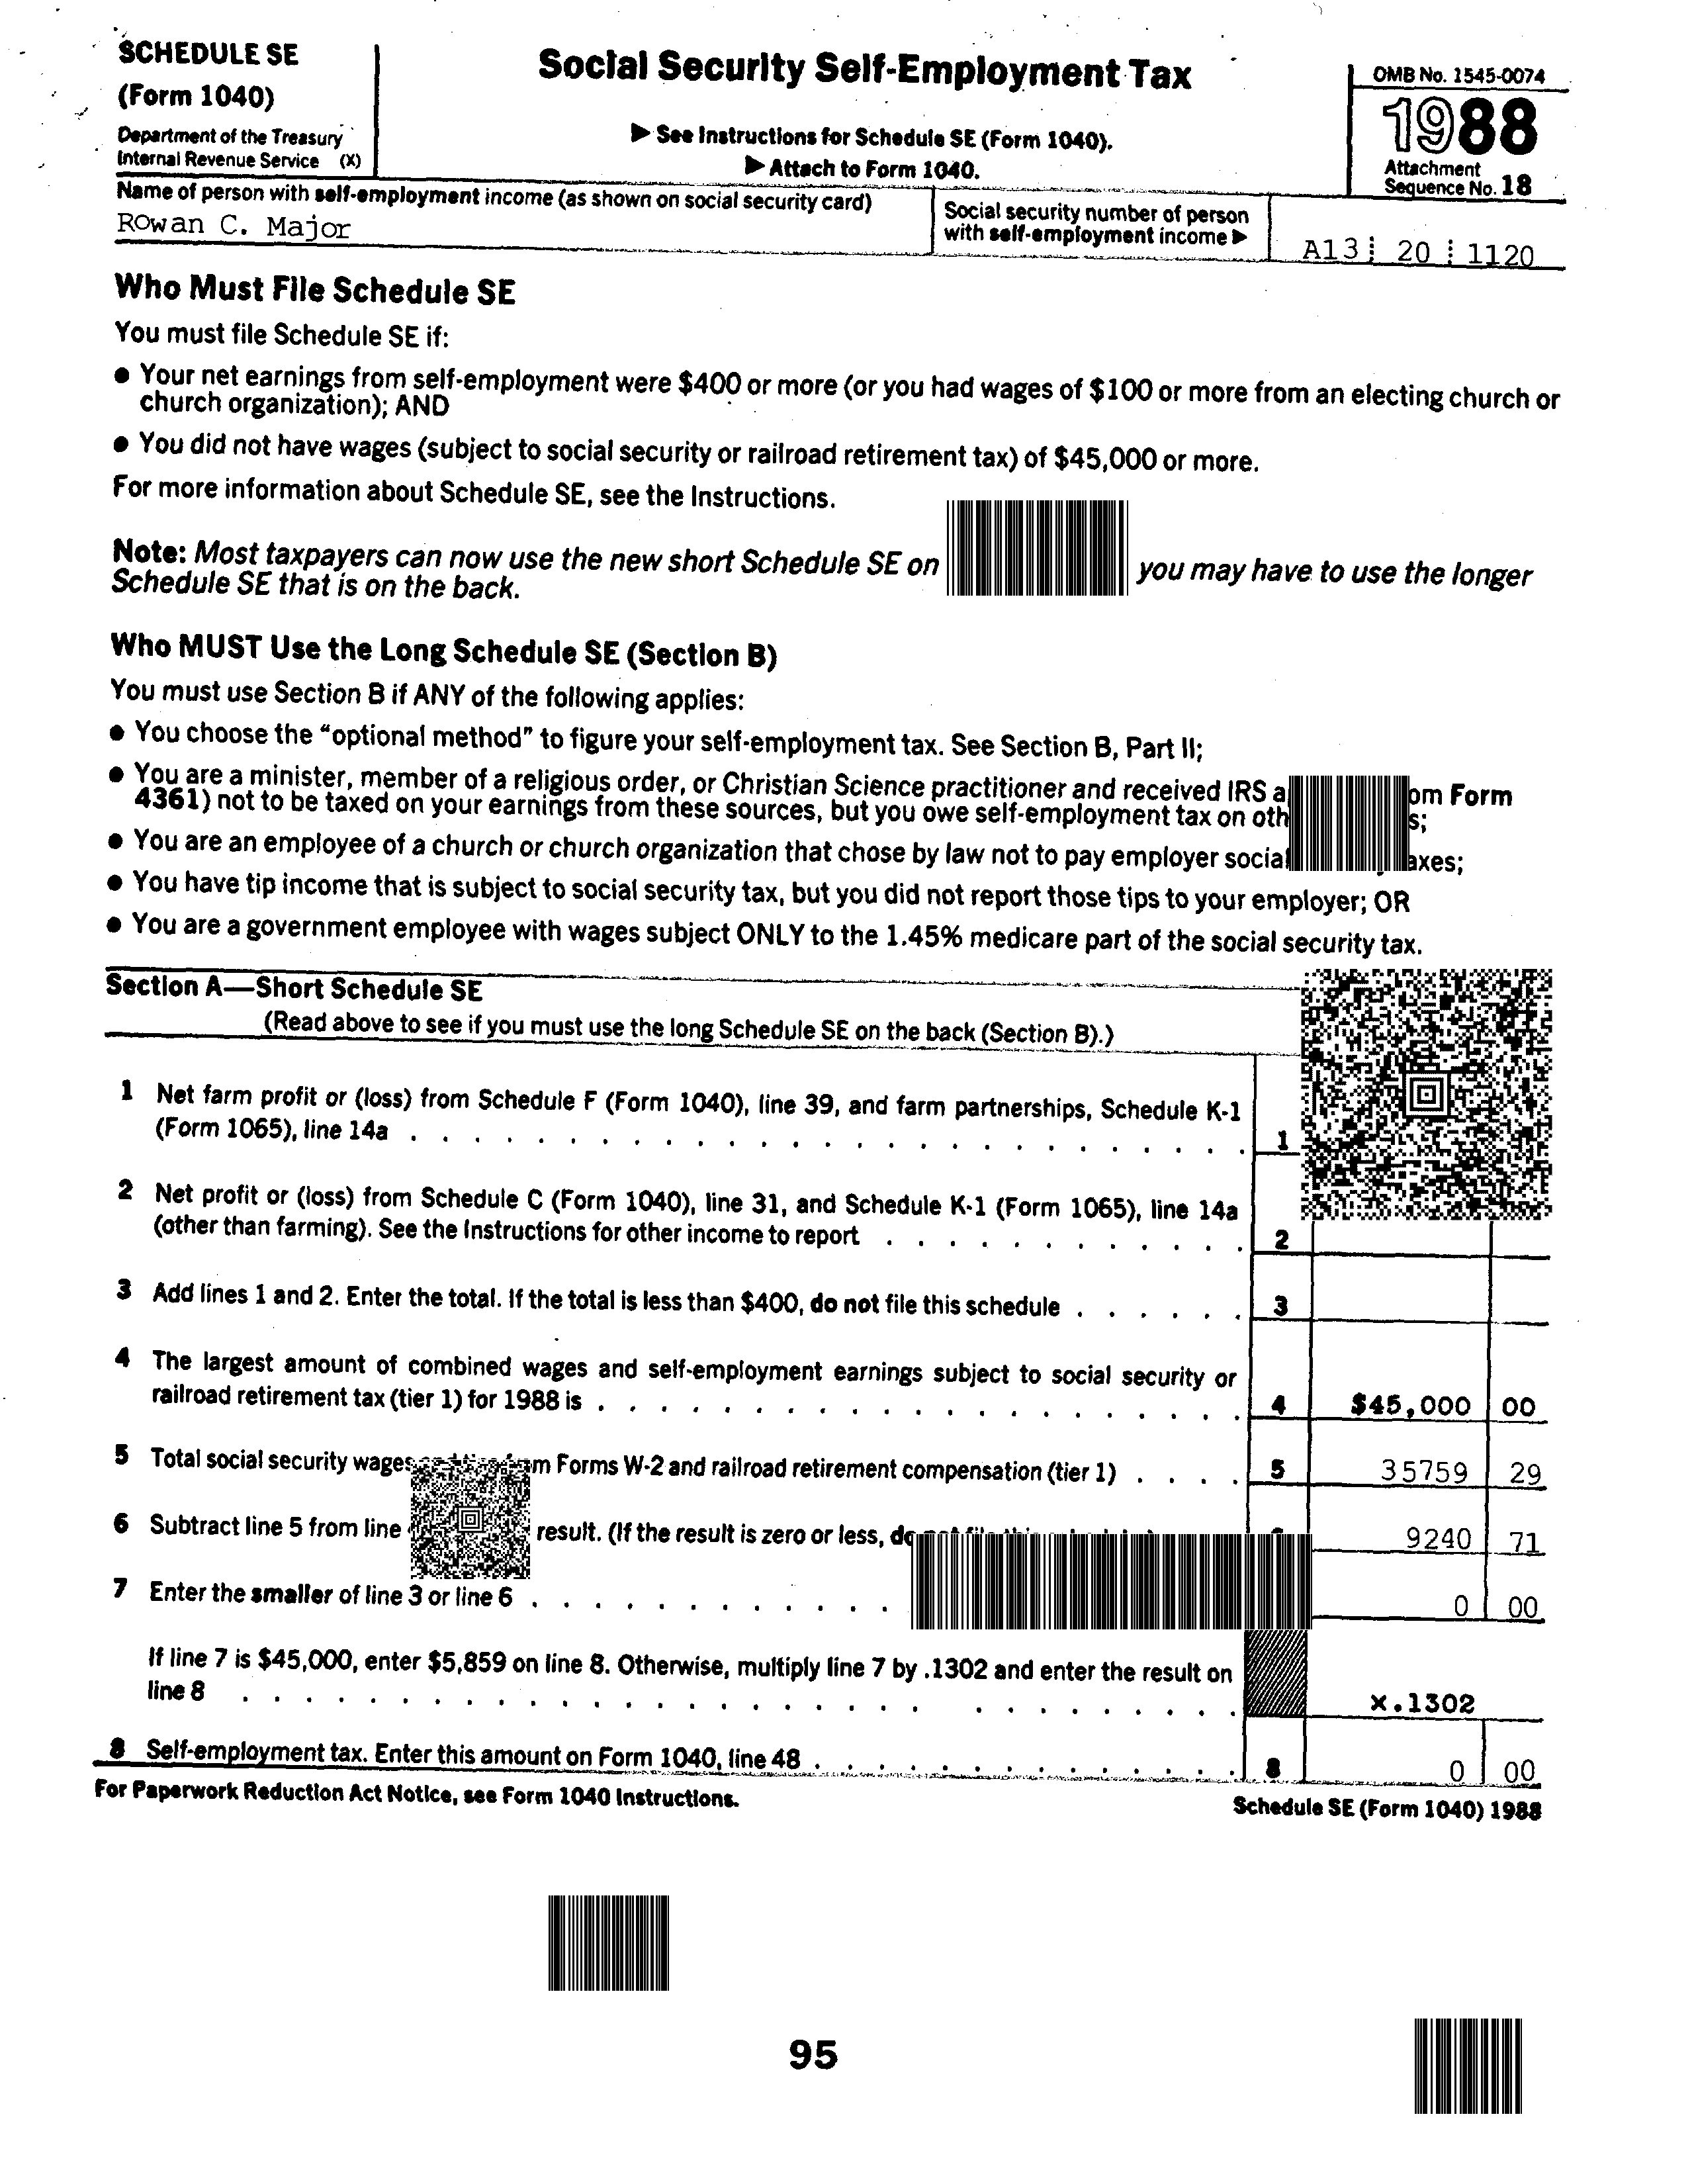 SCHEDULE SE
(Form 1040)
Department of the Treasury
Internal Revenue Service (X)
Social Security Self-Employment Tax
▶ See Instructions for Schedule SE (Form 1040).
▶ Attach to Form 1040.
OMB No. 1545-0074
1988
Attachment
Sequence No. 18
Name of person with self-employment income (as shown on social security card)
Rowan C. Major
Social security number of person
with self-employment income ▶
A13 20 1120
Who Must File Schedule SE
You must file Schedule SE if:
● Your net earnings from self-employment were $400 or more (or you had wages of $100 or more from an electing church or
church organization); AND
● You did not have wages (subject to social security or railroad retirement tax) of $45,000 or more.
For more information about Schedule SE, see the Instructions.
Note: Most taxpayers can now use the new short Schedule SE on you may have to use the longer
Schedule SE that is on the back.
Who MUST Use the Long Schedule SE (Section B)
You must use Section B if ANY of the following applies:
● You choose the "optional method" to figure your self-employment tax. See Section B, Part II;
● You are a minister, member of a religious order, or Christian Science practitioner and received IRS Form
4361) not to be taxed on your earnings from these sources, but you owe self-employment tax on
● You are an employee of a church or church organization that chose by law not to pay employer social
● You have tip income that is subject to social security tax, but you did not report those tips to your employer; OR
● You are a government employee with wages subject ONLY to the 1.45% medicare part of the social security tax.
Section A—Short Schedule SE
(Read above to see if you must use the long Schedule SE on the back (Section B).)
1 Net farm profit or (loss) from Schedule F (Form 1040), line 39, and farm partnerships, Schedule K-1
(Form 1065), line 14a . . . . . . . . . . . . . . . . . . . . . . . . . . 1
2 Net profit or (loss) from Schedule C (Form 1040), line 31, and Schedule K-1 (Form 1065), line 14a
(other than farming). See the Instructions for other income to report . . . . . . . . . . . . 2
3 Add lines 1 and 2. Enter the total. If the total is less than $400, do not file this schedule . . . . . . 3
4 The largest amount of combined wages and self-employment earnings subject to social security or
railroad retirement tax (tier 1) for 1988 is . . . . . . . . . . . . . . . . . . . . . 4 $45,000 00
5 Total social security wages Forms W-2 and railroad retirement compensation (tier 1) . . . . 5 35759 29
6 Subtract line 5 from line result. (If the result is zero or less, 9240 71
7 Enter the smaller of line 3 or line 6 . . . . . . . . . . . . 0 00
If line 7 is $45,000, enter $5,859 on line 8. Otherwise, multiply line 7 by .1302 and enter the result on
line 8 . . . . . . . . . . . . . . . . . . . . . . . . . . . . . . x.1302
8 Self-employment tax. Enter this amount on Form 1040, line 48 . . . . . . . . . . . . . . 8 0 00
For Paperwork Reduction Act Notice, see Form 1040 Instructions.
Schedule SE (Form 1040) 1988
95